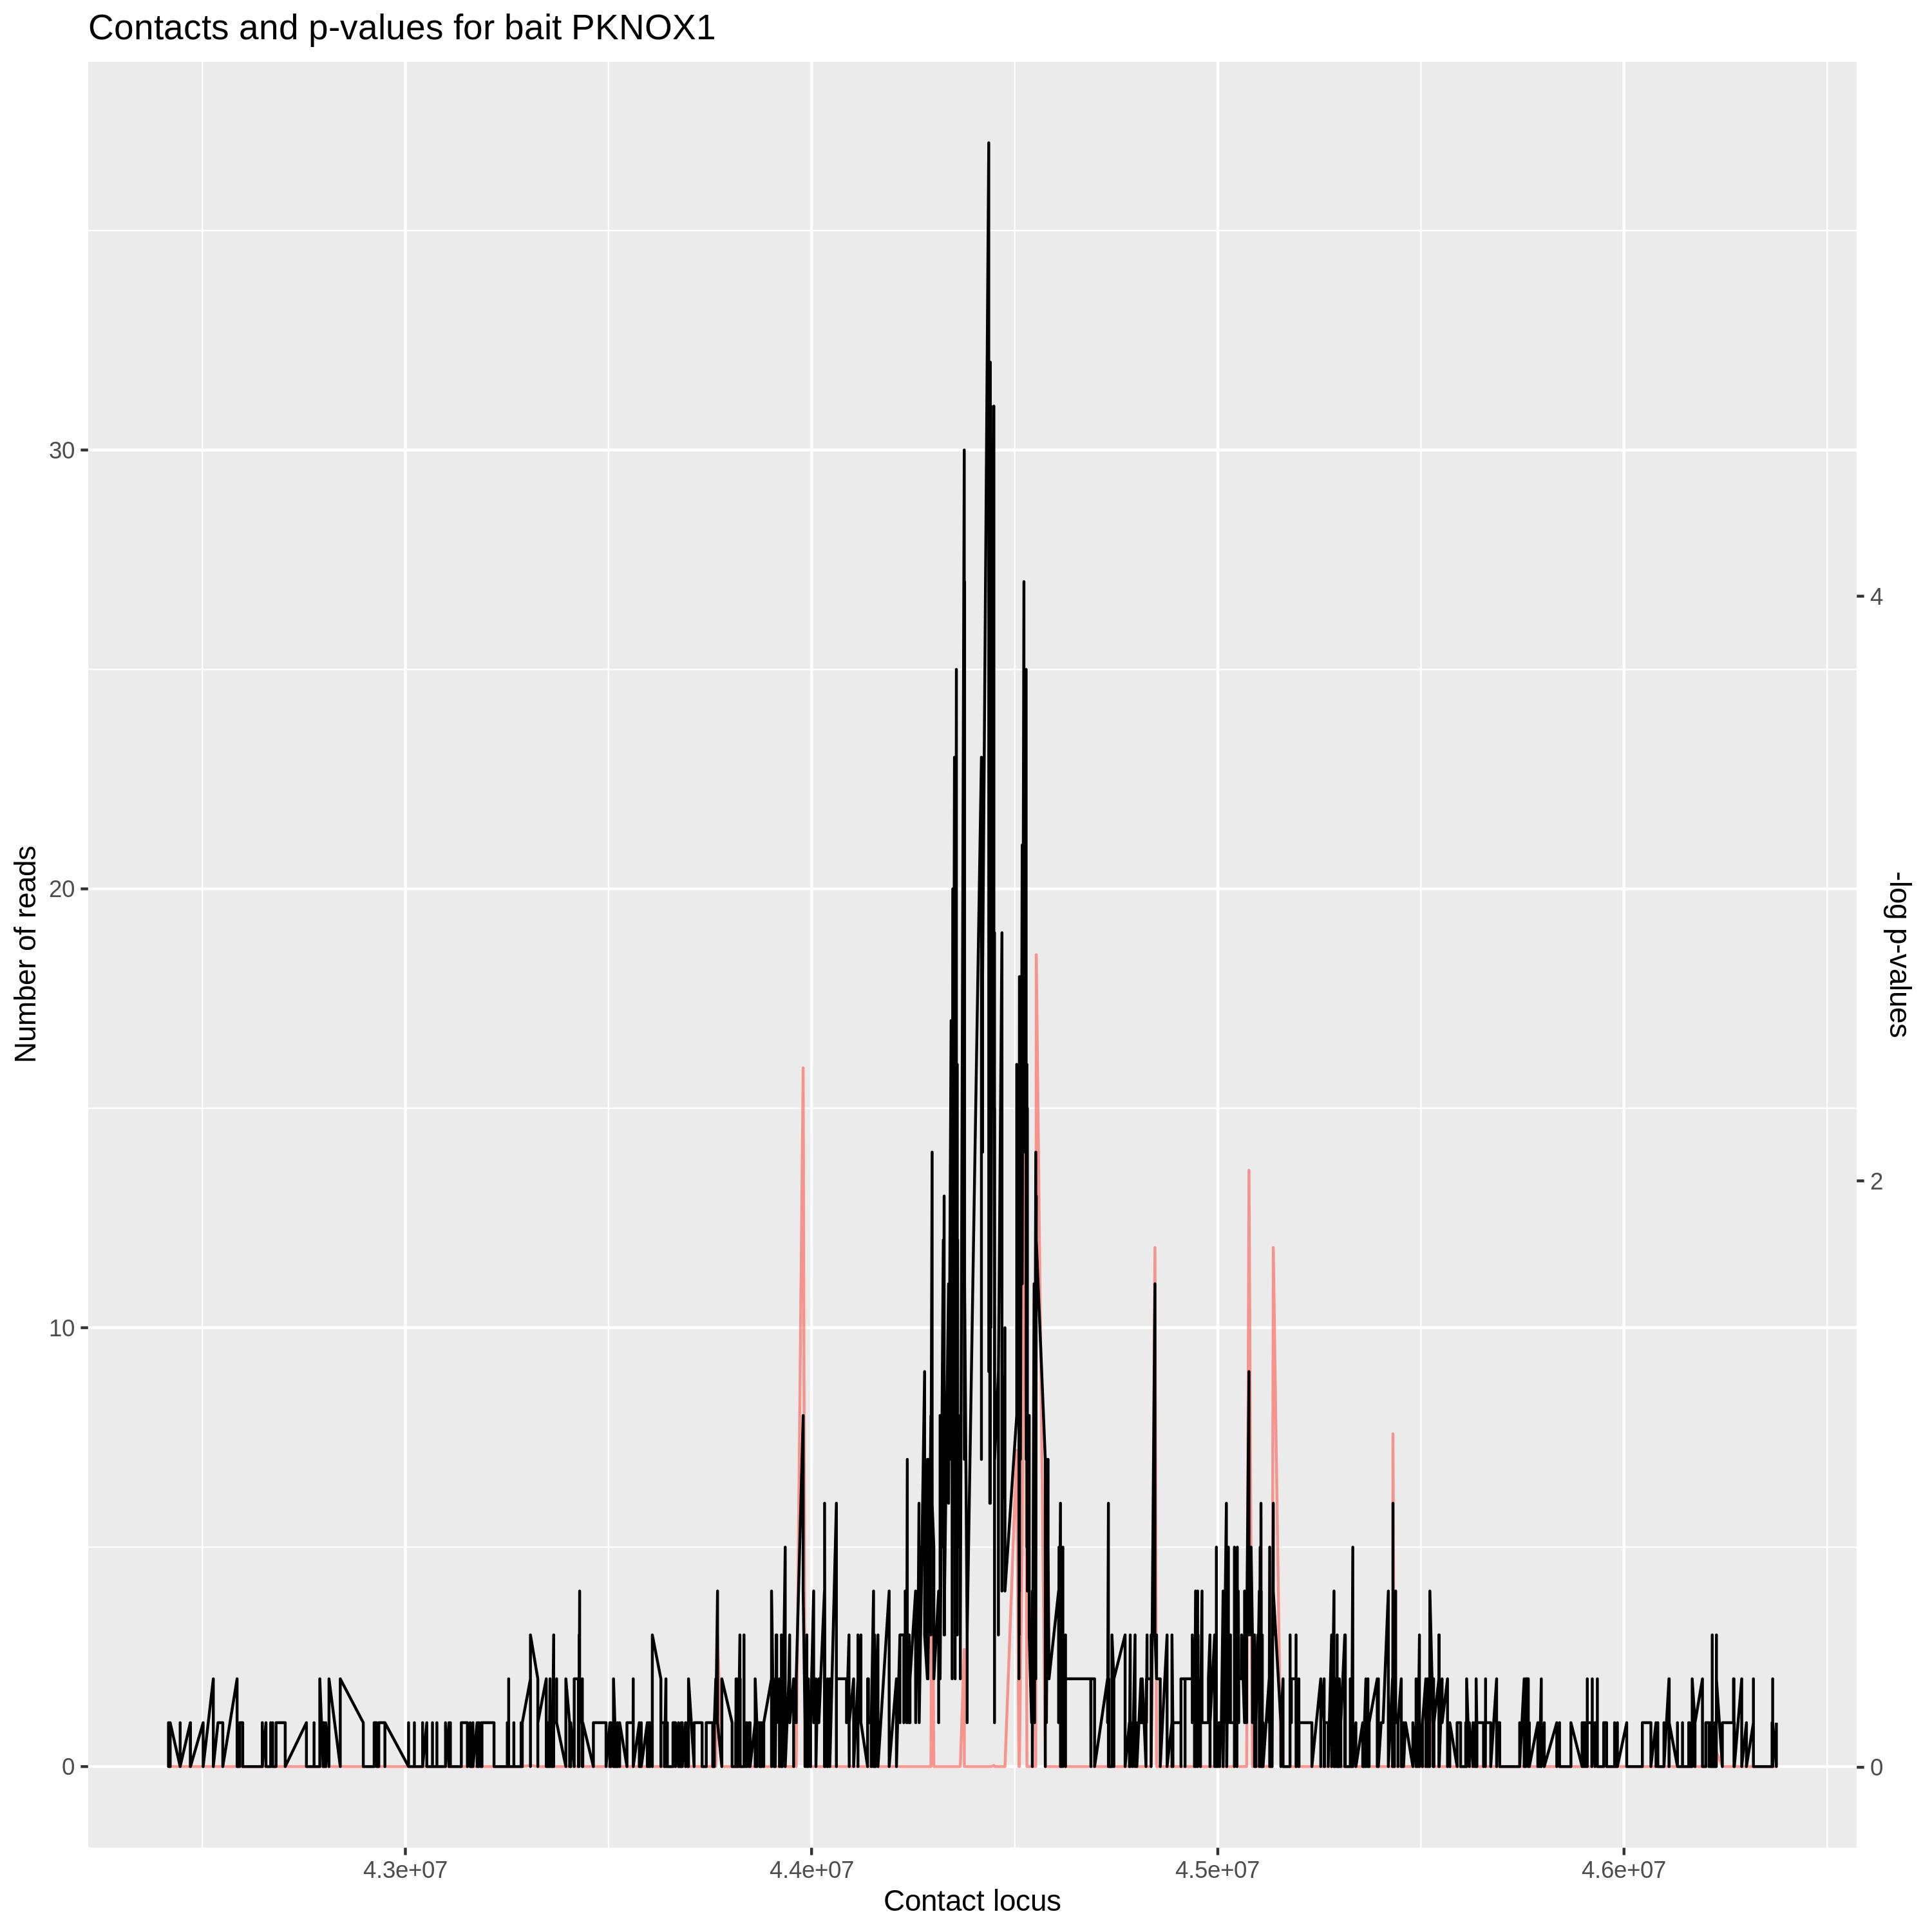 Contacts and p-values for bait PKNOX1
30
20
10
0
Number of reads
4
2
0
-log p-values
4.3e+07
4.4e+07
4.5e+07
4.6e+07
Contact locus